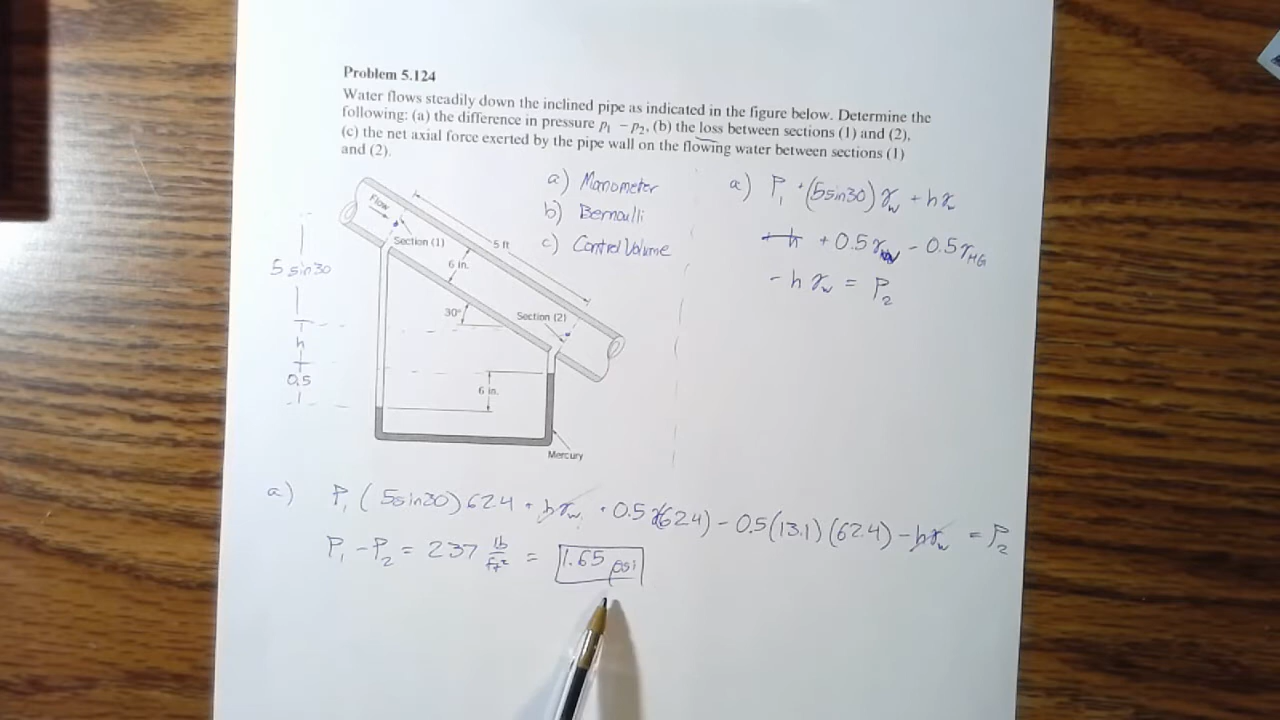 Problem 5.124
Water flows steadily down the inclined pipe as indicated in the figure below. Determine the
following: (a) the difference in pressure p₁ − p₂, (b) the loss between sections (1) and (2),
(c) the net axial force exerted by the pipe wall on the flowing water between sections (1)
and (2).
a) Manometer
b) Bernoulli
c) Control Volume
a) P₁ + (5sin30) γw + hγw
+ h + 0.5 γw - 0.5 γHG
- h γw = P₂
Flow
Section (1)
5 ft
6 in.
30°
Section (2)
6 in.
Mercury
5 sin30
h
0.5
a) P₁ (5sin30) 62.4 + hγw + 0.5 (62.4) - 0.5 (13.1) (62.4) - hγw = P₂
P₁ - P₂ = 237 lb/ft² = 1.65 psi